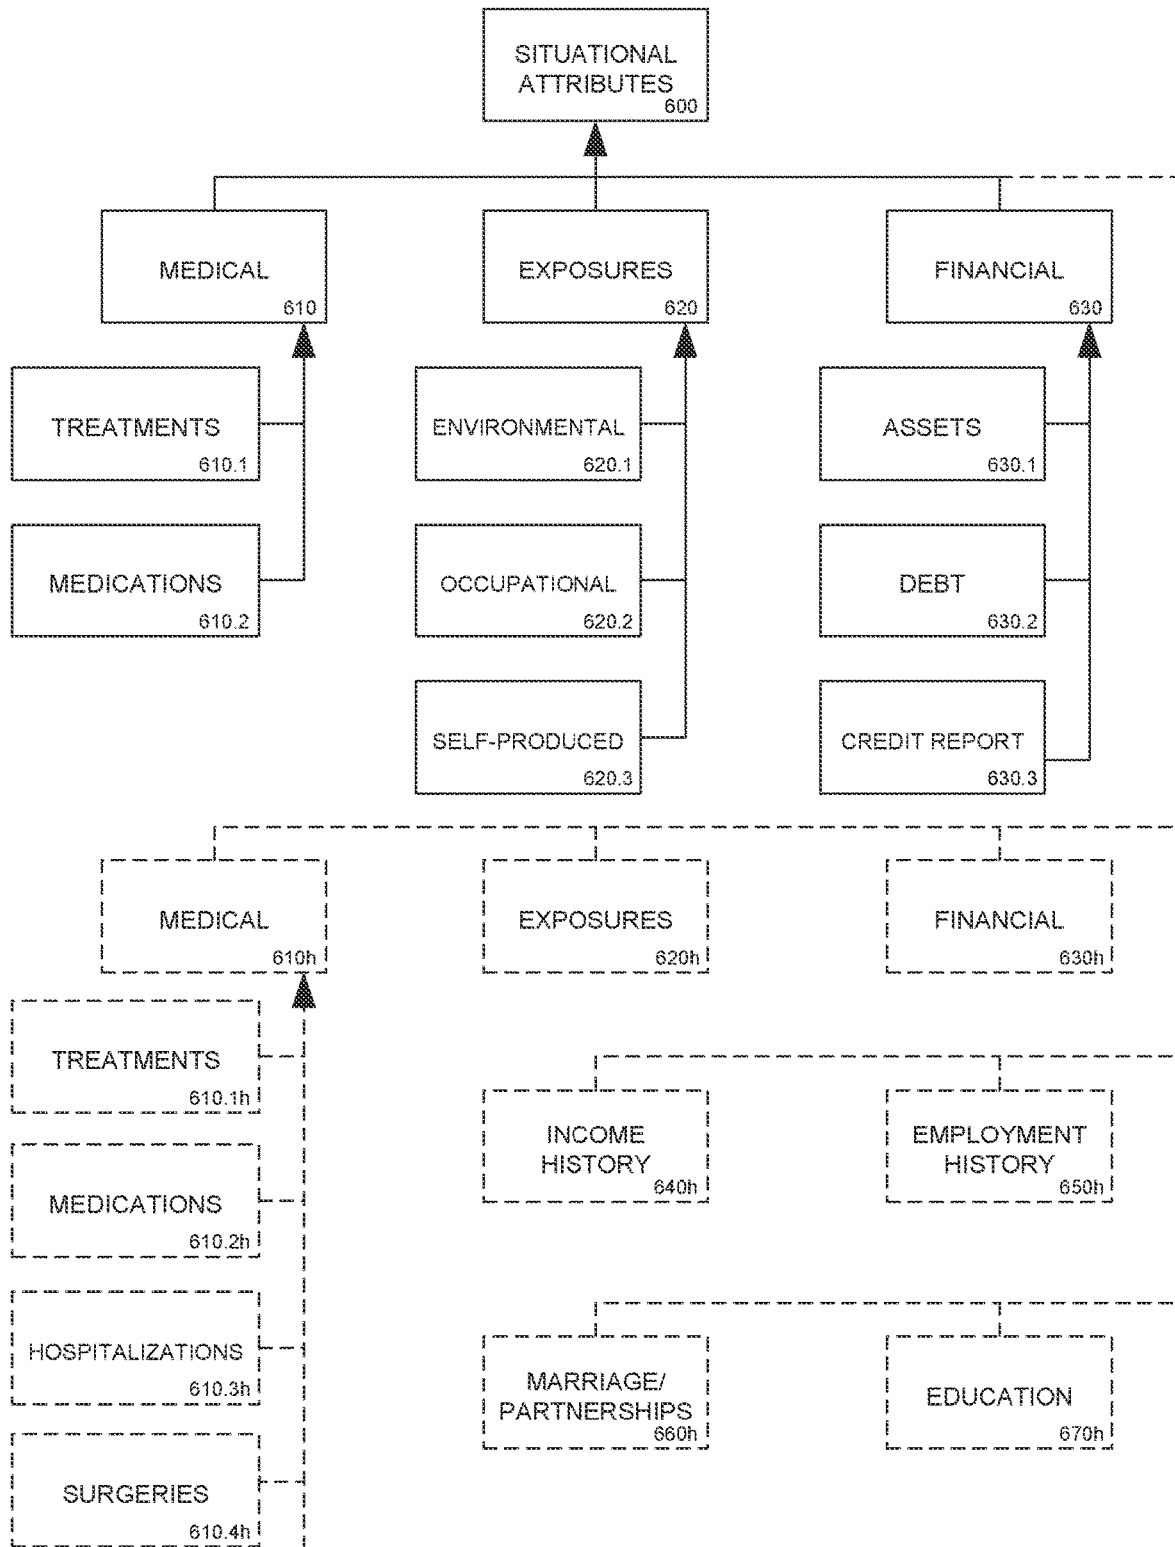 SITUATIONAL
ATTRIBUTES
600
MEDICAL
610
EXPOSURES
620
FINANCIAL
630
TREATMENTS
610.1
ENVIRONMENTAL
620.1
ASSETS
630.1
MEDICATIONS
610.2
OCCUPATIONAL
620.2
DEBT
630.2
SELF-PRODUCED
620.3
CREDIT REPORT
630.3
MEDICAL
610h
EXPOSURES
620h
FINANCIAL
630h
TREATMENTS
610.1h
INCOME
HISTORY
640h
EMPLOYMENT
HISTORY
650h
MEDICATIONS
610.2h
HOSPITALIZATIONS
610.3h
MARRIAGE/
PARTNERSHIPS
660h
EDUCATION
670h
SURGERIES
610.4h